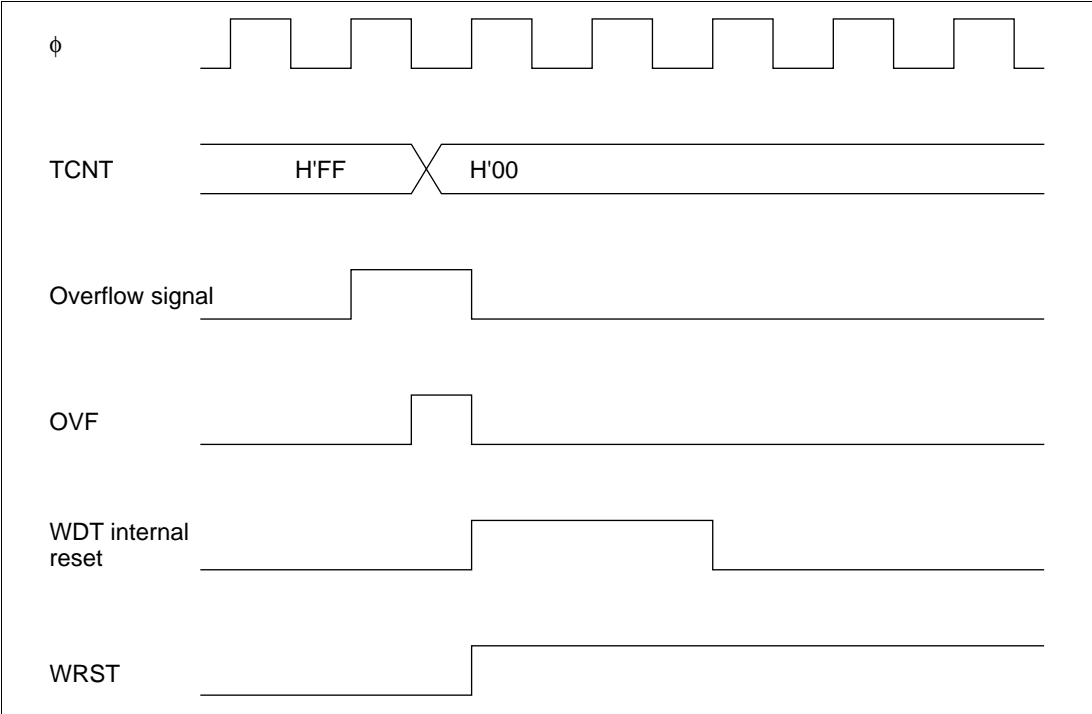 ϕ
TCNT
H'FF
H'00
Overflow signal
OVF
WDT internal
reset
WRST